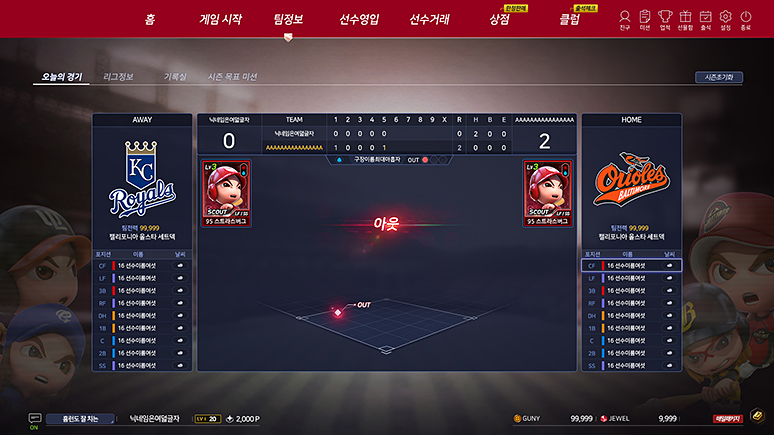 한정판매 출석체크
홈 게임 시작 팀정보 선수영입 선수거래 상점 클럽 친구 미션 업적 선물함 출석 설정 종료
오늘의 경기 리그정보 기록실 시즌 목표 미션 시즌초기화
AWAY
닉네임은여덟글자 TEAM 1 2 3 4 5 6 7 8 9 X R H B E AAAAAAAAAAAAAAA
HOME
0 닉네임은여덟글자 0 0 0 0 0 0 2 0 0 2
AAAAAAAAAAAAAAA 1 0 0 0 1 2 0 0 0
구장이름최대아홉자 OUT
KC
Royals
Orioles
BALTIMORE
LV3
SCOUT LF / SS
95 스트라스버그
LV3
SCOUT LF / SS
95 스트라스버그
아웃
OUT
팀전력 99,999
캘리포니아 올스타 세트덱
포지션 이름 날씨
CF 16 선수이름여섯
LF 16 선수이름여섯
3B 16 선수이름여섯
RF 16 선수이름여섯
DH 16 선수이름여섯
1B 16 선수이름여섯
C 16 선수이름여섯
2B 16 선수이름여섯
SS 16 선수이름여섯
팀전력 99,999
캘리포니아 올스타 세트덱
포지션 이름 날씨
CF 16 선수이름여섯
LF 16 선수이름여섯
3B 16 선수이름여섯
RF 16 선수이름여섯
DH 16 선수이름여섯
1B 16 선수이름여섯
C 16 선수이름여섯
2B 16 선수이름여섯
SS 16 선수이름여섯
ON 홈런도 잘 치는 닉네임은여덟글자 LV 1 20 2,000 P GUNY 99,999 JEWEL 9,999 패밀패키지